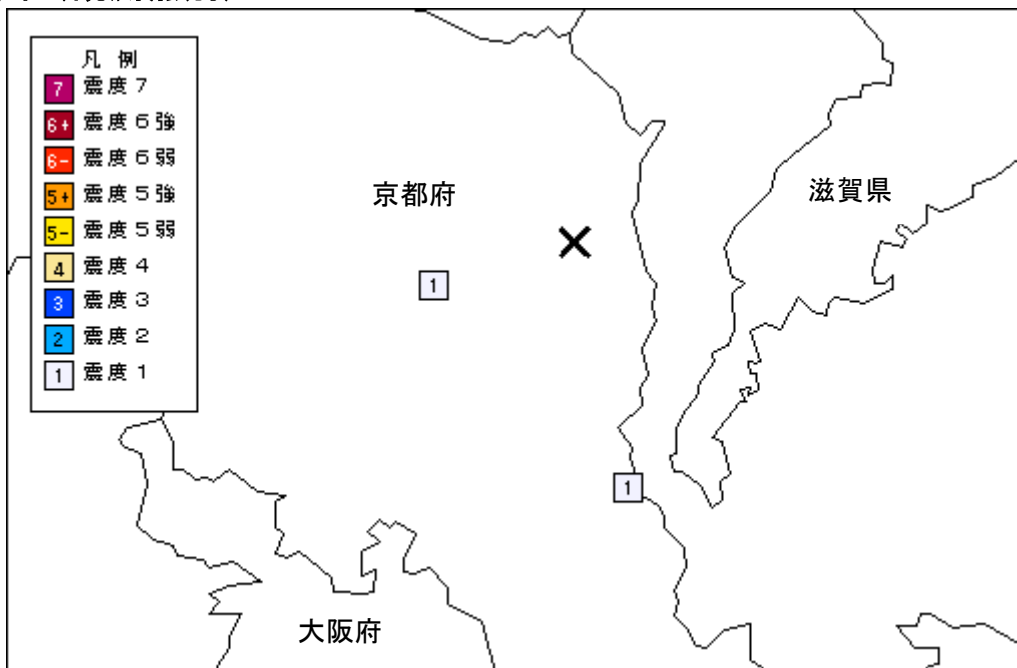 凡 例
7 震度7
6+ 震度6強
6- 震度6弱
5+ 震度5強
5- 震度5弱
4 震度4
3 震度3
2 震度2
1 震度1
京都府
滋賀県
1
1
大阪府